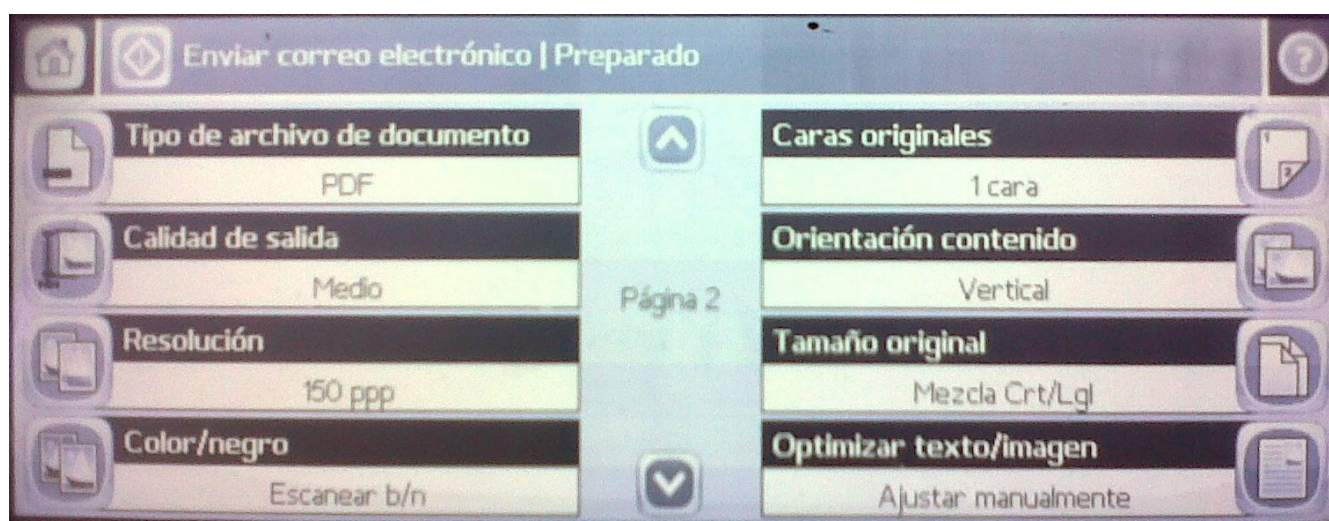 Enviar correo electrónico | Preparado
Tipo de archivo de documento
PDF
Calidad de salida
Medio
Resolución
150 ppp
Color/negro
Escanear b/n
Página 2
Caras originales
1 cara
Orientación contenido
Vertical
Tamaño original
Mezcla Crt/Lgl
Optimizar texto/imagen
Ajustar manualmente